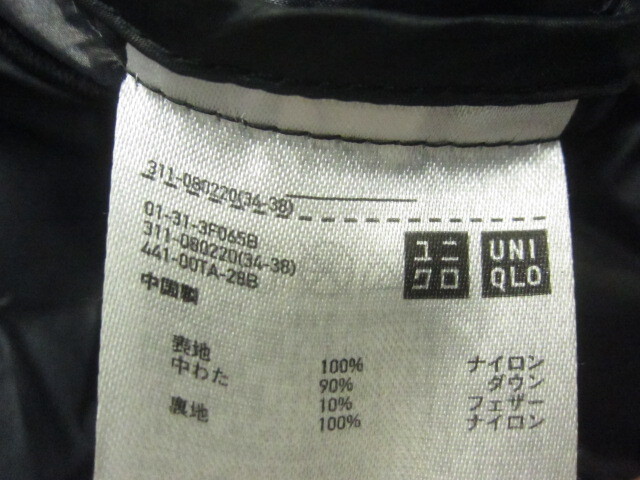 311-080220(34-38)
01-31-3F065B
311-080220(34-38)
441-00TA-28B
中国製
ユニクロ
UNIQLO
表地 100% ナイロン
中わた 90% ダウン
10% フェザー
裏地 100% ナイロン